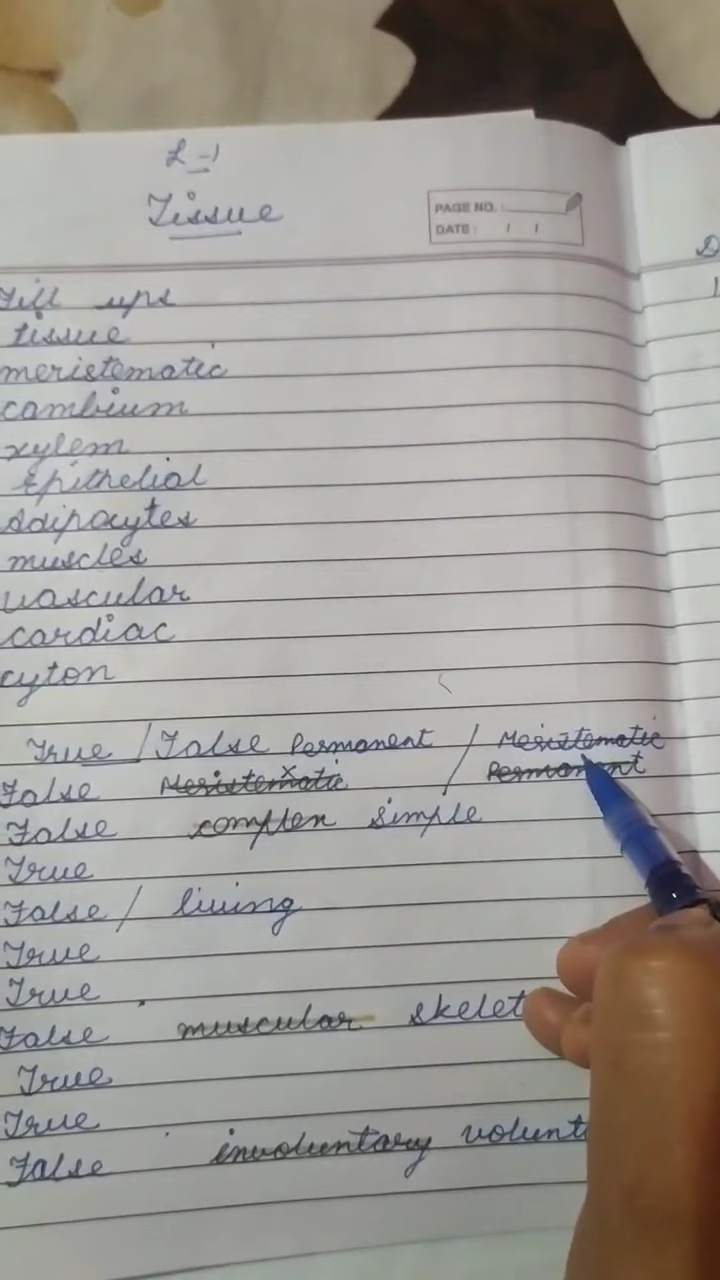 L-1
Tissue
PAGE NO.:
DATE: / /
Fill ups
tissue
meristematic
cambium
xylem
Epithelial
Adipocytes
muscles
vascular
cardiac
cyton
True / False Permanent / Meristematic
False Meristematic / Permanent
False complex simple
True
False / living
True
True
False muscular skelet
True
True
False involuntary volunt
D
1